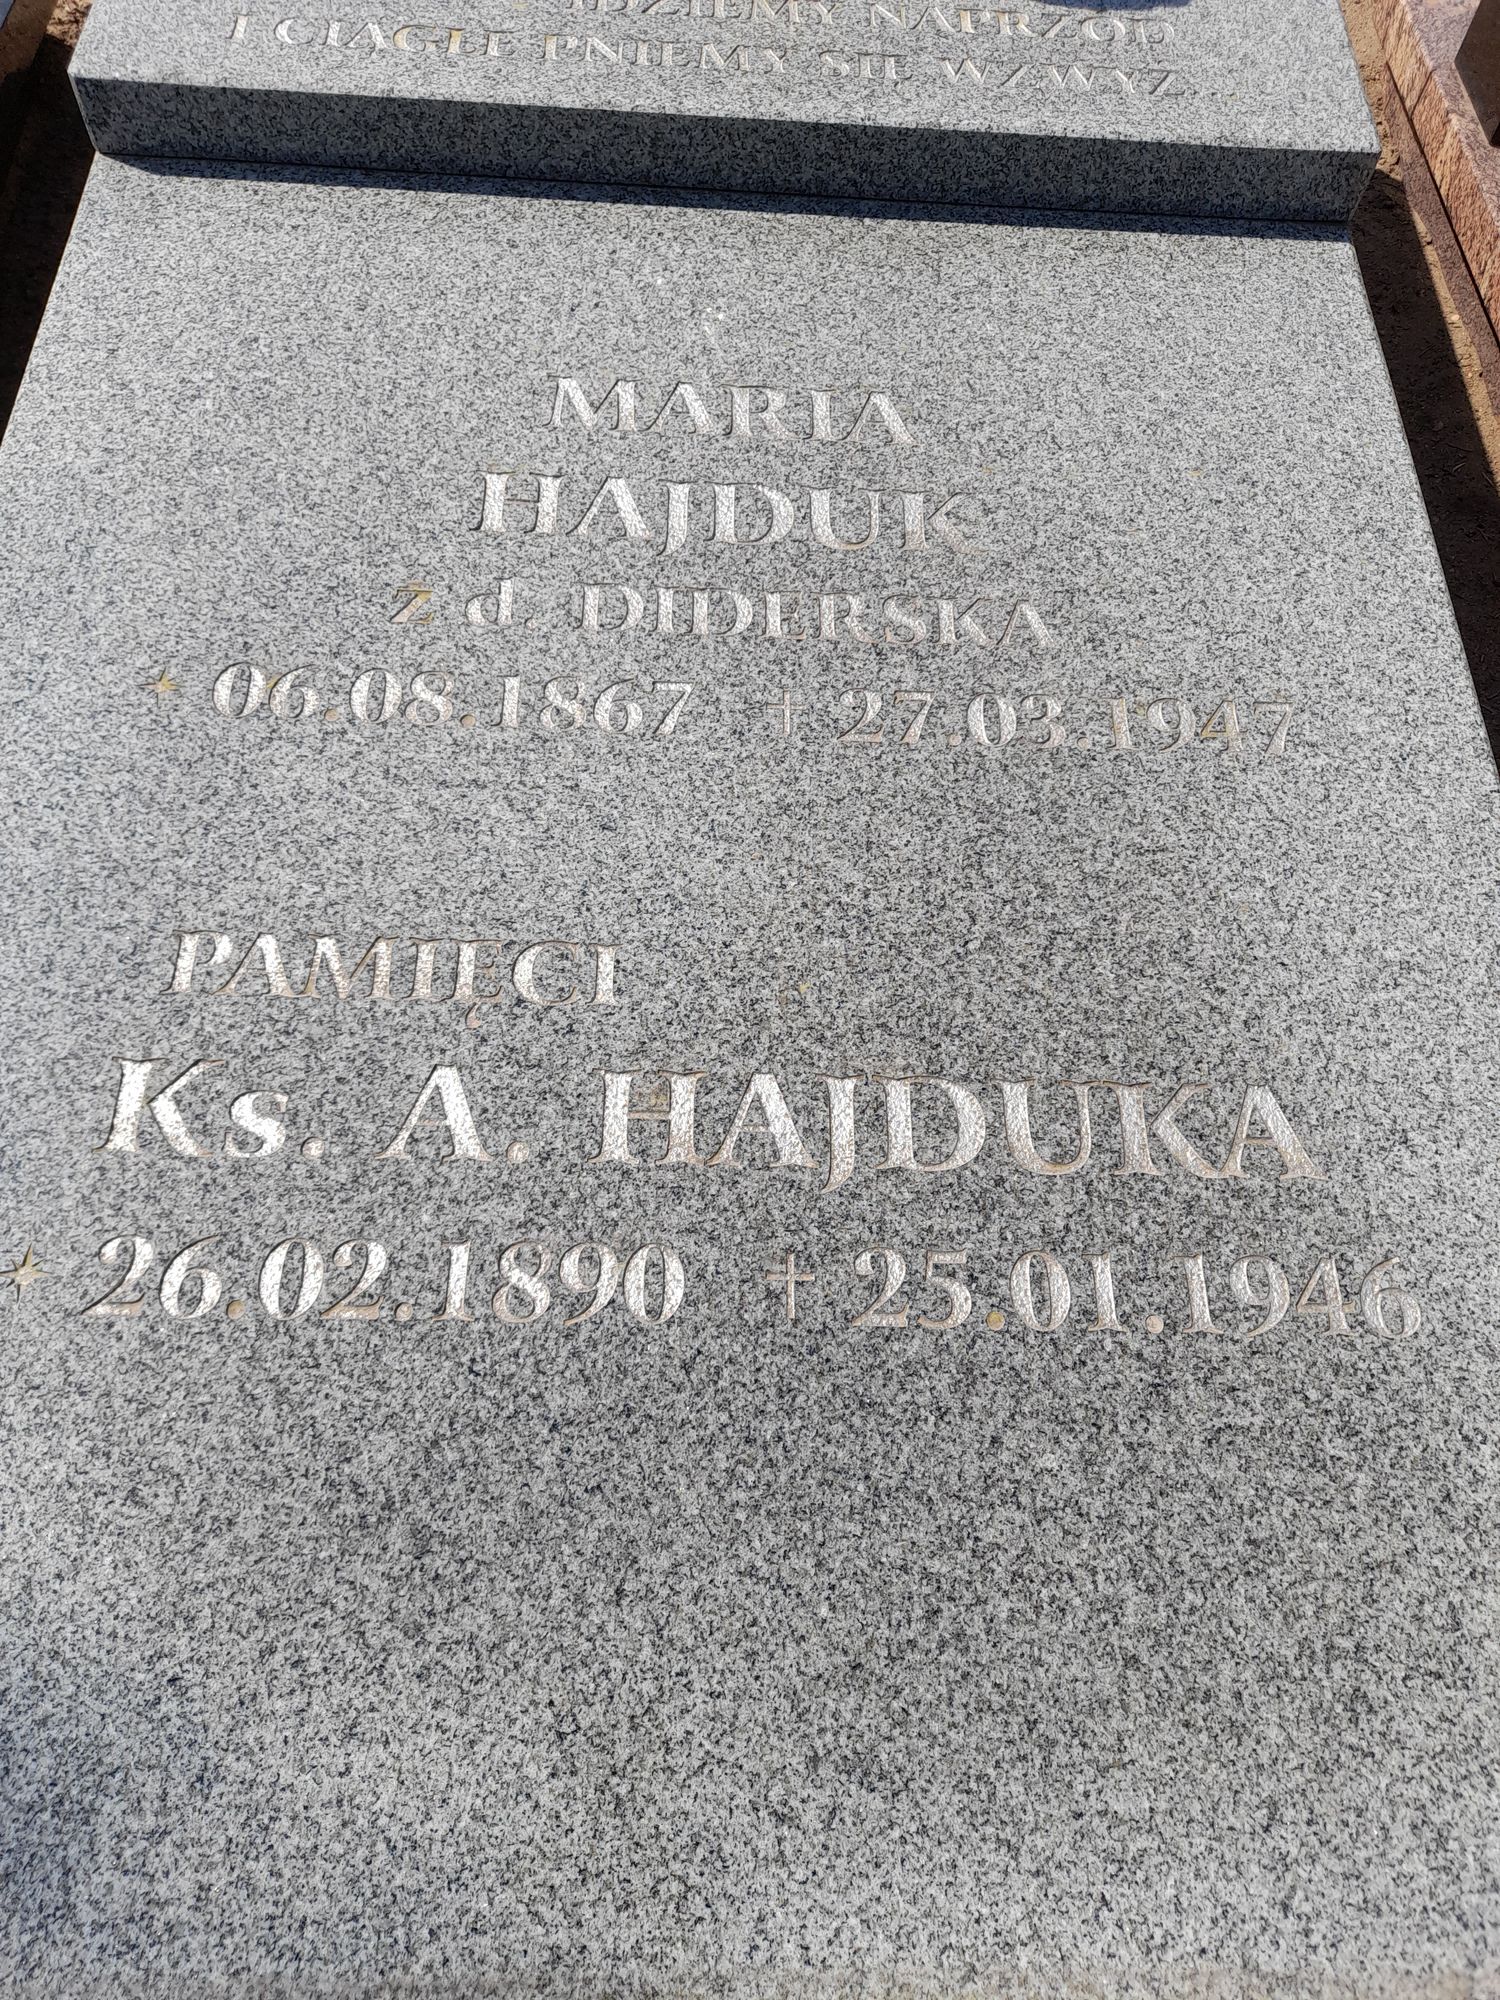 IDZIEMY NAPRZÓD
I CIĄGLE PNIEMY SIĘ WZWYŻ...
MARIA
HAJDUK
z d. DIDERSKA
✶ 06.08.1867 † 27.03.1947
PAMIĘCI
Ks. A. HAJDUKA
✶ 26.02.1890 † 25.01.1946